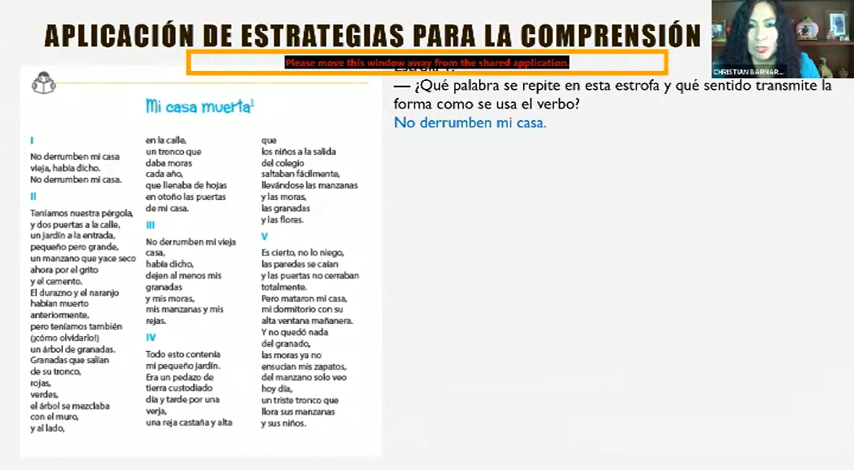 APLICACIÓN DE ESTRATEGIAS PARA LA COMPRENSIÓN
Please move this window away from the shared application.
CHRISTIAN BARNAR...
— ¿Qué palabra se repite en esta estrofa y qué sentido transmite la
forma como se usa el verbo?
No derrumben mi casa.
Mi casa muerta¹
I
No derrumben mi casa
vieja, había dicho.
No derrumben mi casa.
II
Teníamos nuestra pérgola,
y dos puertas a la calle,
un jardín a la entrada,
pequeño pero grande,
un manzano que yace seco
ahora por el grito
y el cemento.
El durazno y el naranjo
habían muerto
anteriormente,
pero teníamos también
(¡cómo olvidarlo!)
un árbol de granadas.
Granadas que salían
de su tronco,
rojas,
verdes,
el árbol se mezclaba
con el muro,
y al lado,
en la calle,
un tronco que
daba moras
cada año,
que llenaba de hojas
en otoño las puertas
de mi casa.
III
No derrumben mi vieja
casa,
había dicho,
dejen al menos mis
granadas
y mis moras,
mis manzanas y mis
rejas.
IV
Todo esto contenía
mi pequeño jardín.
Era un pedazo de
tierra custodiado
día y tarde por una
verja,
una reja castaña y alta
que
los niños a la salida
del colegio
saltaban fácilmente,
llevándose las manzanas
y las moras,
las granadas
y las flores.
V
Es cierto, no lo niego,
las paredes se caían
y las puertas no cerraban
totalmente.
Pero mataron mi casa,
mi dormitorio con su
alta ventana mañanera.
Y no quedó nada
del granado,
las moras ya no
ensucian mis zapatos,
del manzano solo veo
hoy día,
un triste tronco que
llora sus manzanas
y sus niños.